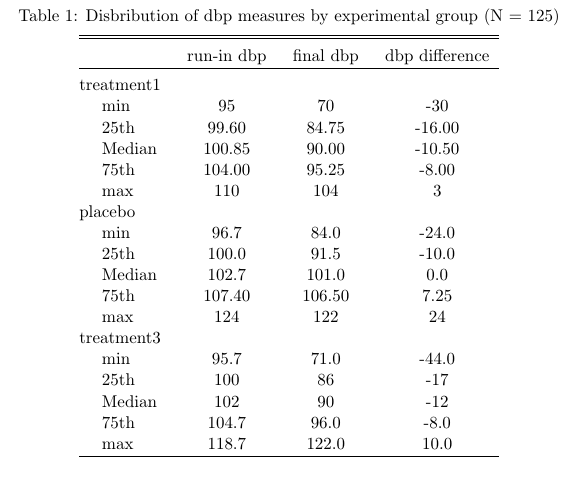 Table 1: Disbribution of dbp measures by experimental group (N = 125)
run-in dbp final dbp dbp difference
treatment1
min 95 70 -30
25th 99.60 84.75 -16.00
Median 100.85 90.00 -10.50
75th 104.00 95.25 -8.00
max 110 104 3
placebo
min 96.7 84.0 -24.0
25th 100.0 91.5 -10.0
Median 102.7 101.0 0.0
75th 107.40 106.50 7.25
max 124 122 24
treatment3
min 95.7 71.0 -44.0
25th 100 86 -17
Median 102 90 -12
75th 104.7 96.0 -8.0
max 118.7 122.0 10.0